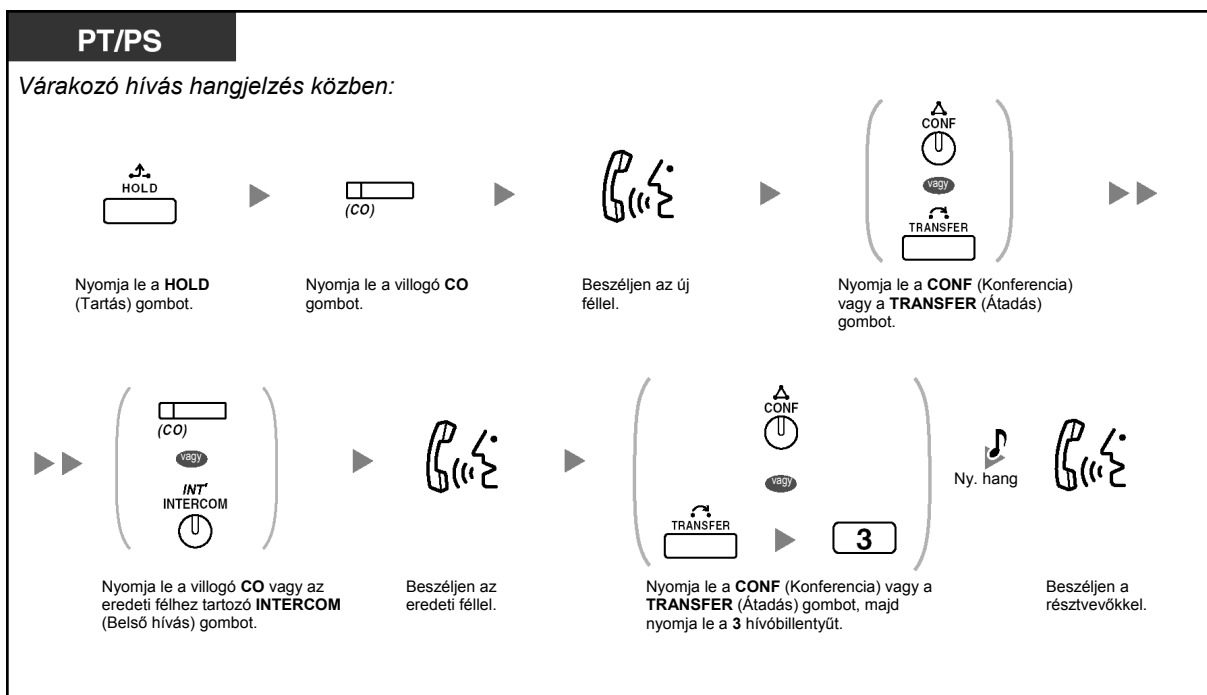 PT/PS
Várakozó hívás hangjelzés közben:
HOLD
(CO)
CONF
vagy
TRANSFER
Nyomja le a HOLD
(Tartás) gombot.
Nyomja le a villogó CO
gombot.
Beszéljen az új
féllel.
Nyomja le a CONF (Konferencia)
vagy a TRANSFER (Átadás)
gombot.
(CO)
vagy
INT'
INTERCOM
CONF
vagy
TRANSFER
3
Ny. hang
Nyomja le a villogó CO vagy az
eredeti félhez tartozó INTERCOM
(Belső hívás) gombot.
Beszéljen az
eredeti féllel.
Nyomja le a CONF (Konferencia) vagy a
TRANSFER (Átadás) gombot, majd
nyomja le a 3 hívóbillentyűt.
Beszéljen a
résztvevőkkel.